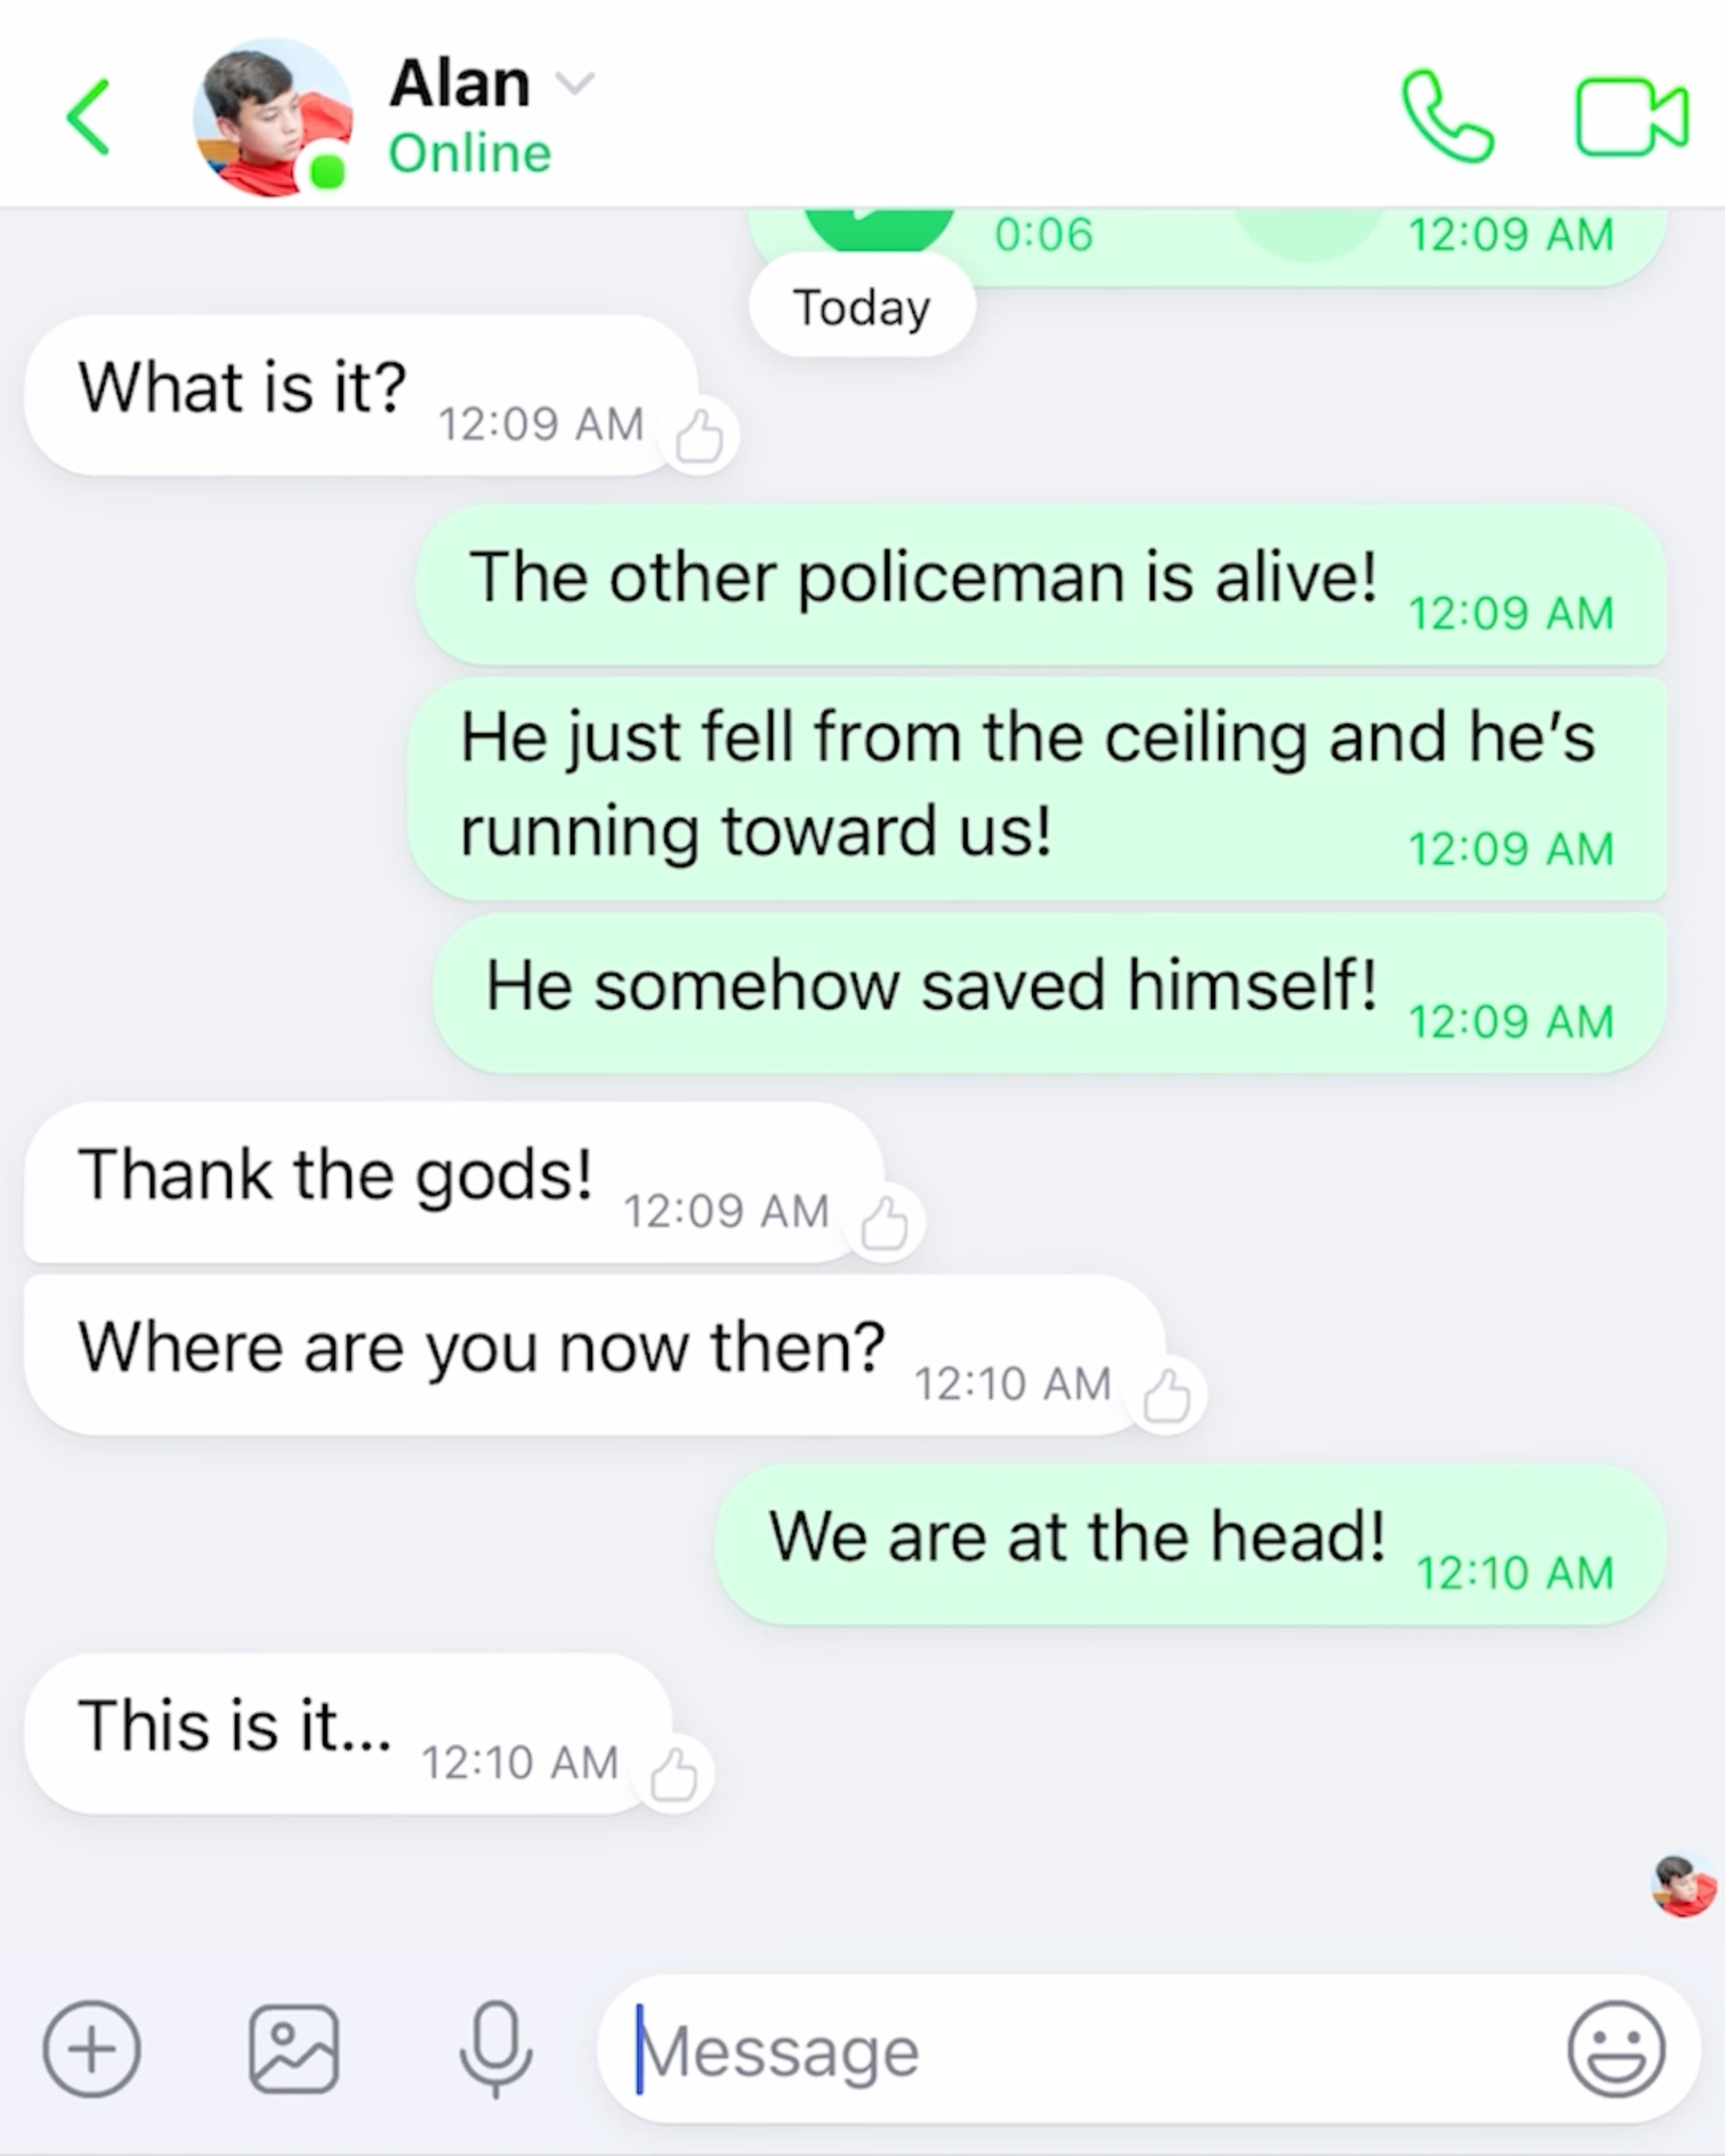 Alan
Online
0:06
12:09 AM
Today
What is it?
12:09 AM
The other policeman is alive!
12:09 AM
He just fell from the ceiling and he’s
running toward us!
12:09 AM
He somehow saved himself!
12:09 AM
Thank the gods!
12:09 AM
Where are you now then?
12:10 AM
We are at the head!
12:10 AM
This is it...
12:10 AM
Message